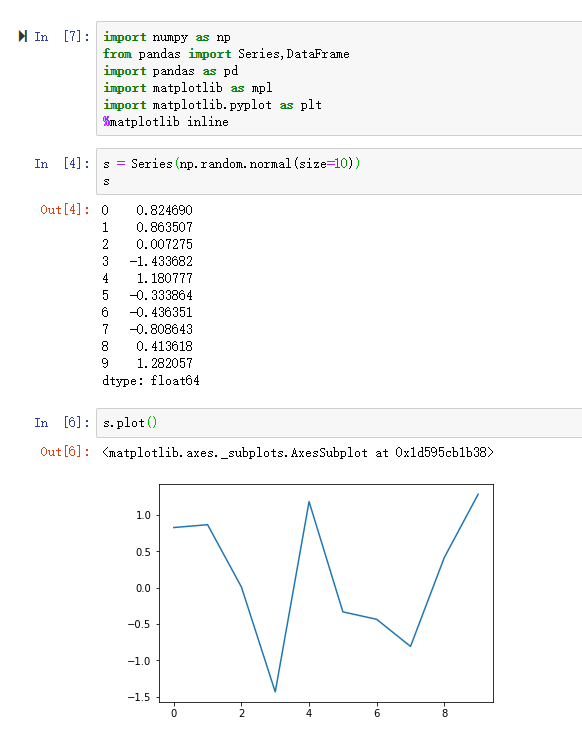 In [7]: import numpy as np
from pandas import Series,DataFrame
import pandas as pd
import matplotlib as mpl
import matplotlib.pyplot as plt
%matplotlib inline
In [4]: s = Series(np.random.normal(size=10))
s
Out[4]: 0 0.824690
1 0.863507
2 0.007275
3 -1.433682
4 1.180777
5 -0.333864
6 -0.436351
7 -0.808643
8 0.413618
9 1.282057
dtype: float64
In [6]: s.plot()
Out[6]: <matplotlib.axes._subplots.AxesSubplot at 0x1d595cb1b38>
1.0
0.5
0.0
-0.5
-1.0
-1.5
0 2 4 6 8